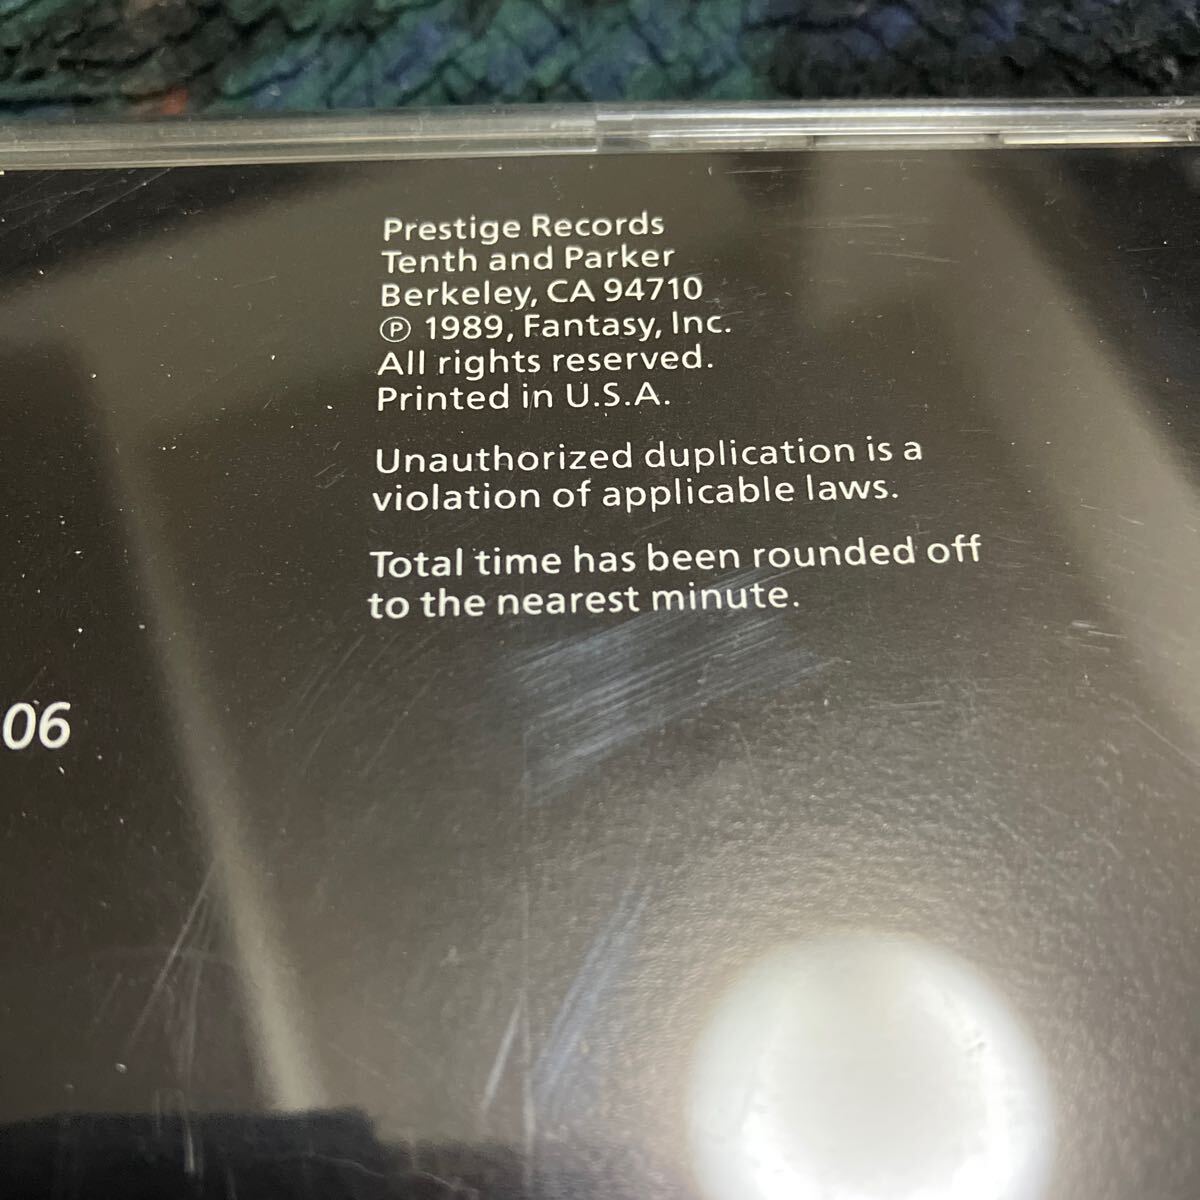 Prestige Records
Tenth and Parker
Berkeley, CA 94710
℗ 1989, Fantasy, Inc.
All rights reserved.
Printed in U.S.A.
Unauthorized duplication is a
violation of applicable laws.
Total time has been rounded off
to the nearest minute.
06